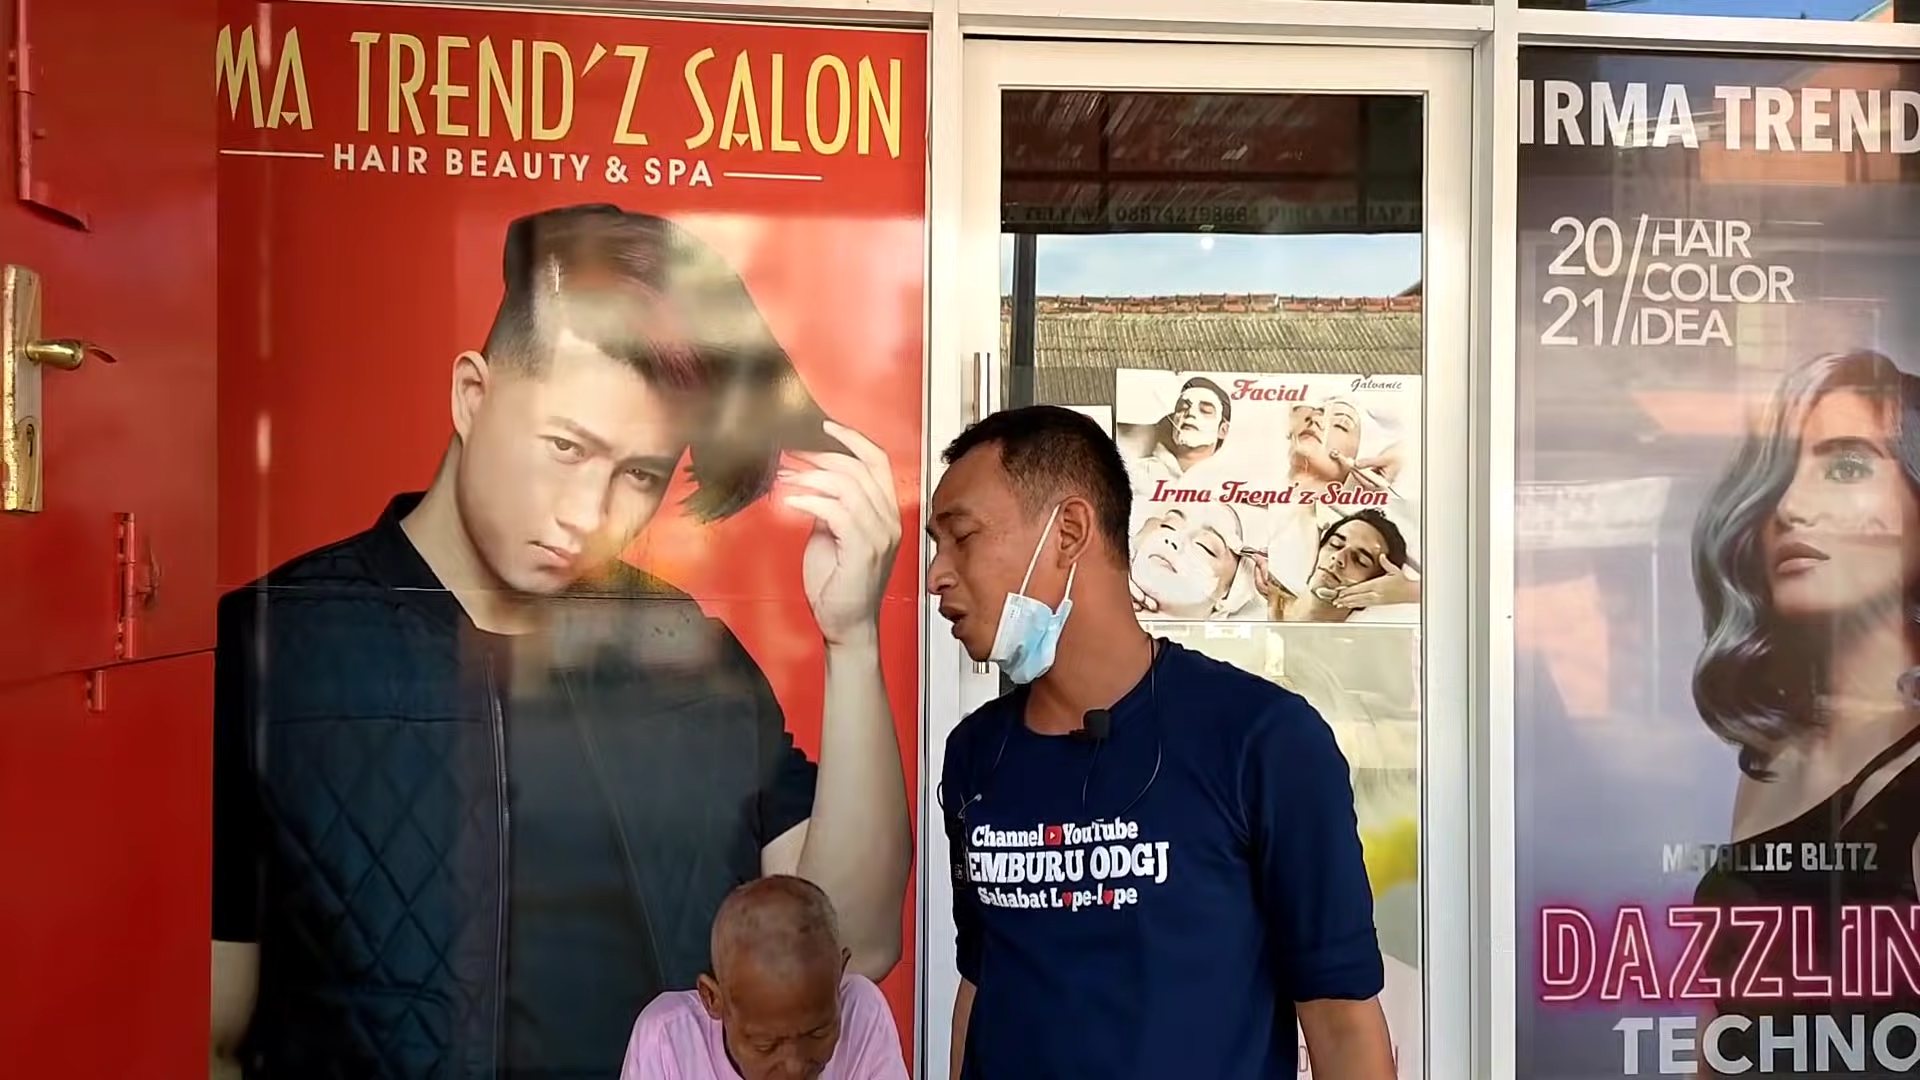 MA TREND'Z SALON
HAIR BEAUTY & SPA
Facial
Galvanic
Irma Trend'z Salon
Channel YouTube
EMBURU ODGJ
Sahabat Lope-lope
IRMA TREND
20/HAIR
COLOR
21/IDEA
METALLIC BLITZ
DAZZLIN
TECHNO